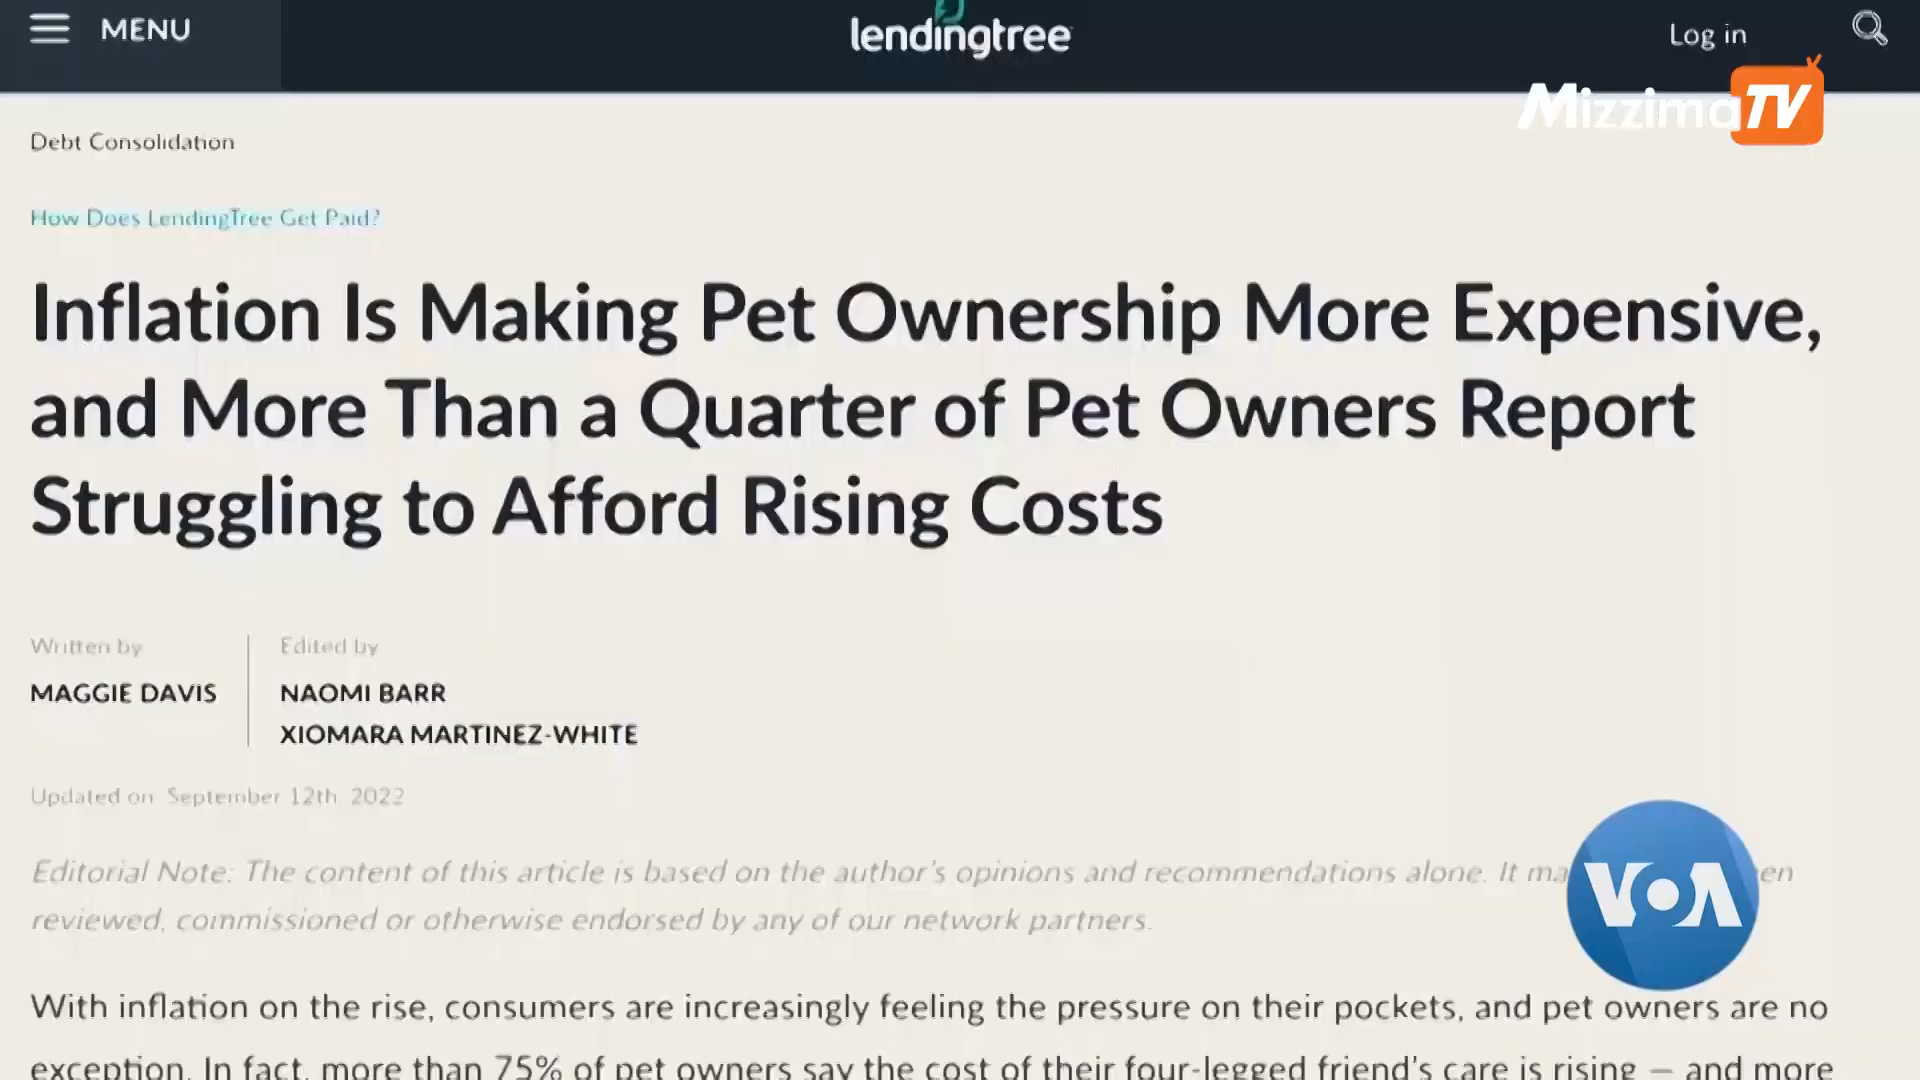 MENU
lendingtree
Log in
Mizzima TV
Debt Consolidation
How Does LendingTree Get Paid?
Inflation Is Making Pet Ownership More Expensive,
and More Than a Quarter of Pet Owners Report
Struggling to Afford Rising Costs
Written by
MAGGIE DAVIS
Edited by
NAOMI BARR
XIOMARA MARTINEZ-WHITE
Updated on September 12th, 2022
Editorial Note: The content of this article is based on the author's opinions and recommendations alone. It
reviewed, commissioned or otherwise endorsed by any of our network partners.
VOA
With inflation on the rise, consumers are increasingly feeling the pressure on their pockets, and pet owners are no
exception. In fact, more than 75% of pet owners say the cost of their four-legged friend's care is rising — and more